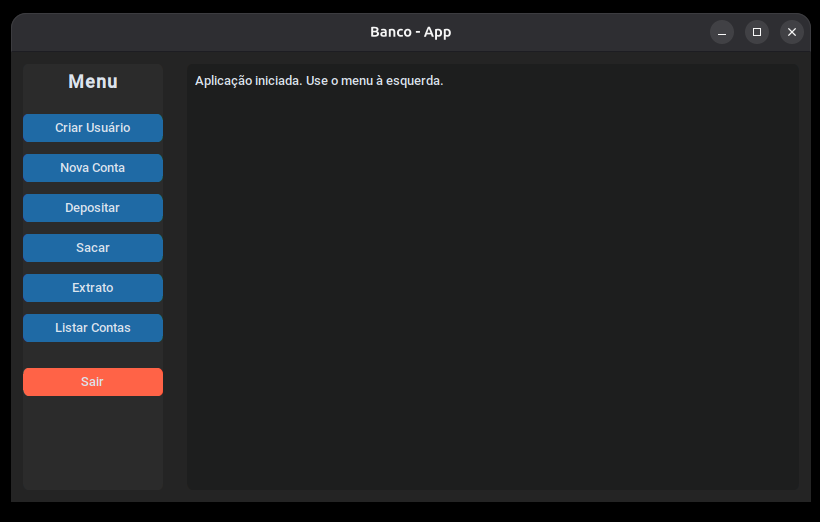 Banco - App
Menu
Criar Usuário
Nova Conta
Depositar
Sacar
Extrato
Listar Contas
Sair
Aplicação iniciada. Use o menu à esquerda.